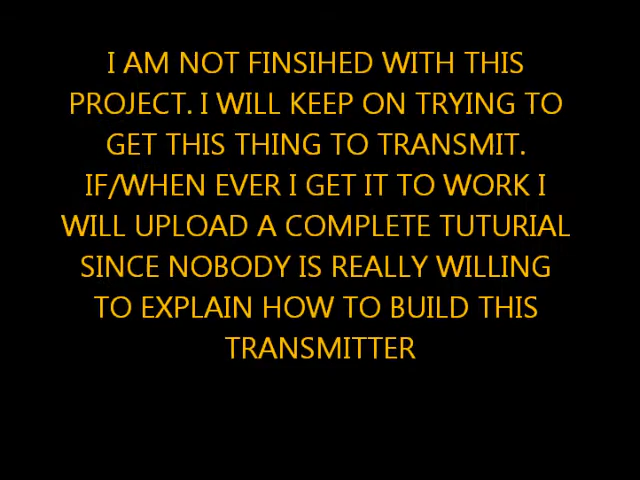 I AM NOT FINSIHED WITH THIS
PROJECT. I WILL KEEP ON TRYING TO
GET THIS THING TO TRANSMIT.
IF/WHEN EVER I GET IT TO WORK I
WILL UPLOAD A COMPLETE TUTURIAL
SINCE NOBODY IS REALLY WILLING
TO EXPLAIN HOW TO BUILD THIS
TRANSMITTER